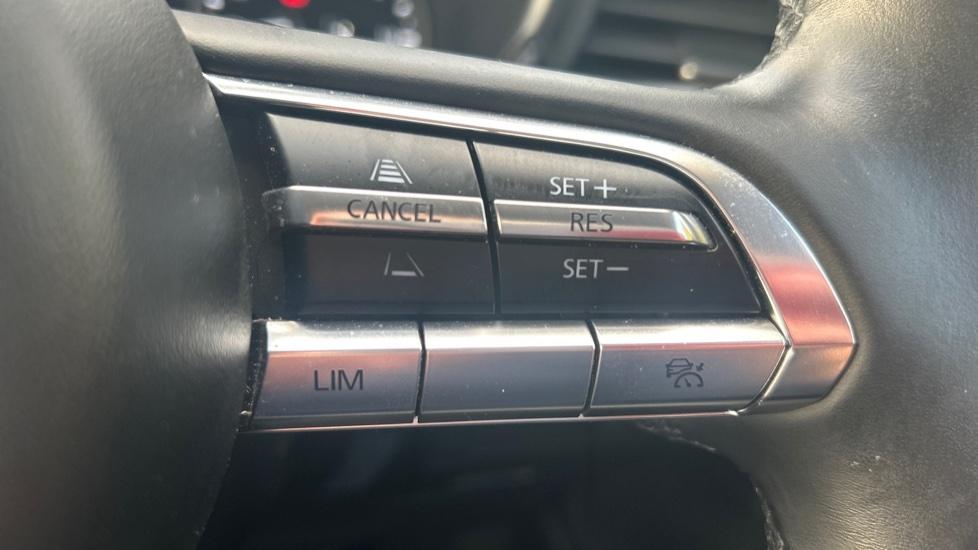 SET+
CANCEL RES
SET-
LIM